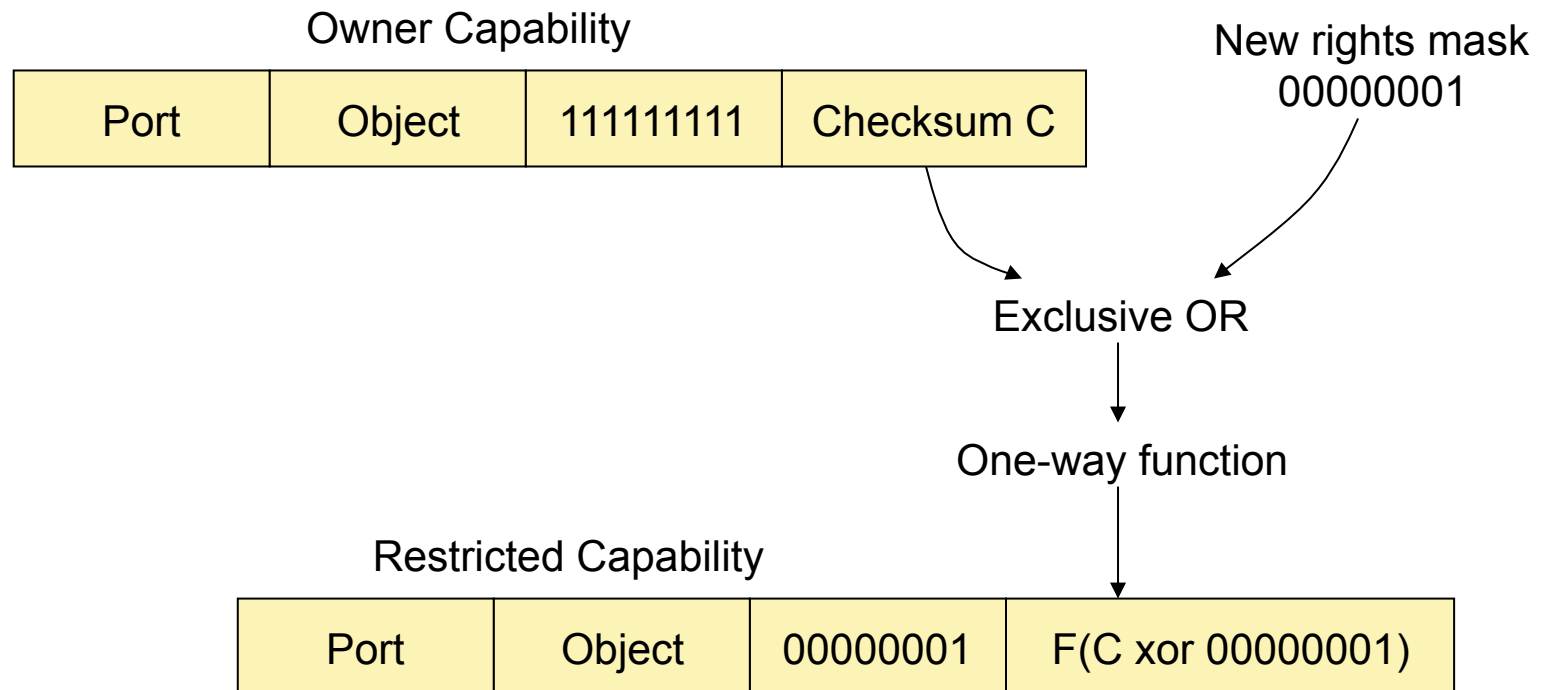 Owner Capability
New rights mask
00000001
Port Object 111111111 Checksum C
Exclusive OR
One-way function
Restricted Capability
Port Object 00000001 F(C xor 00000001)